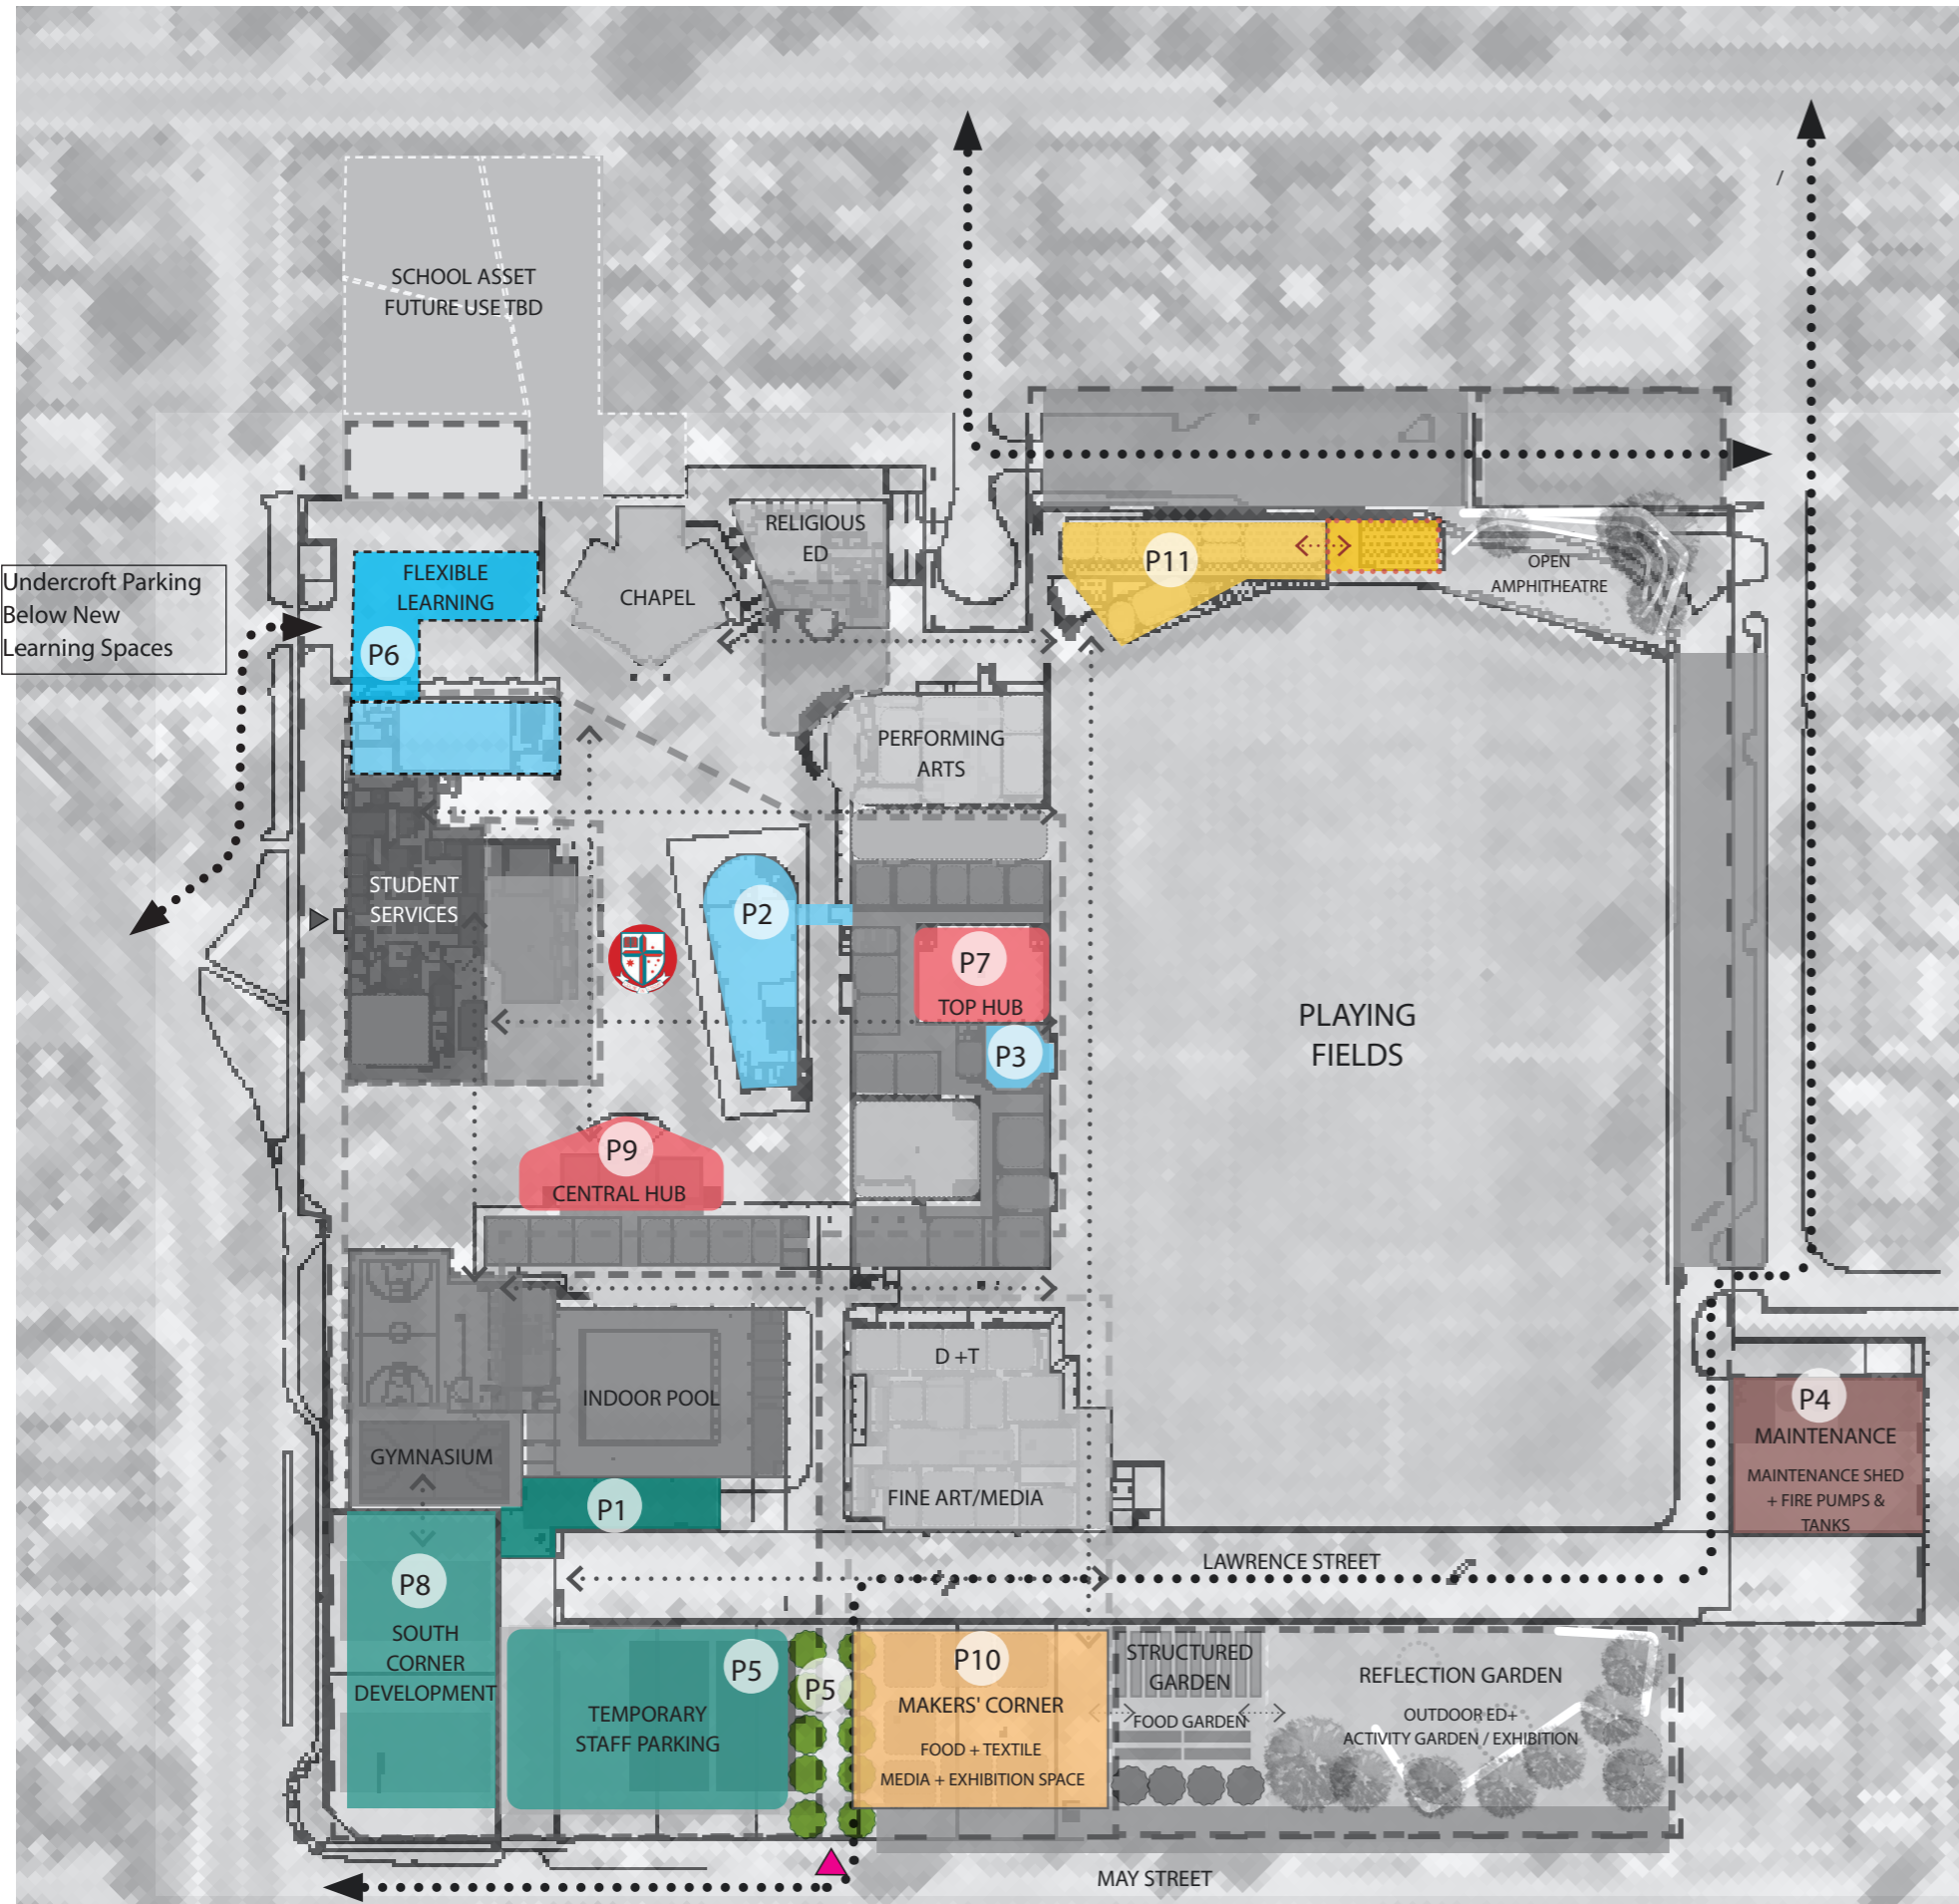 SCHOOL ASSET
FUTURE USE TBD
RELIGIOUS
ED
Undercroft Parking
Below New
Learning Spaces
FLEXIBLE
LEARNING
P6
CHAPEL
P11
OPEN
AMPHITHEATRE
PERFORMING
ARTS
STUDENT
SERVICES
P2
P7
TOP HUB
P3
PLAYING
FIELDS
P9
CENTRAL HUB
D +T
INDOOR POOL
GYMNASIUM
P1
FINE ART/MEDIA
P4
MAINTENANCE
MAINTENANCE SHED
+ FIRE PUMPS &
TANKS
LAWRENCE STREET
P8
SOUTH
CORNER
DEVELOPMENT
P5
TEMPORARY
STAFF PARKING
P5
P10
MAKERS' CORNER
FOOD + TEXTILE
MEDIA + EXHIBITION SPACE
STRUCTURED
GARDEN
FOOD GARDEN
REFLECTION GARDEN
OUTDOOR ED+
ACTIVITY GARDEN / EXHIBITION
MAY STREET